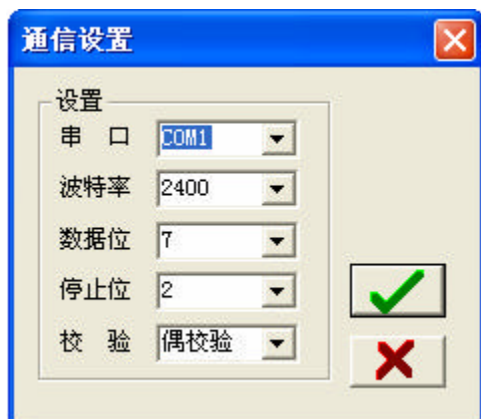 通信设置
设置
串 口 COM1
波特率 2400
数据位 7
停止位 2
校 验 偶校验